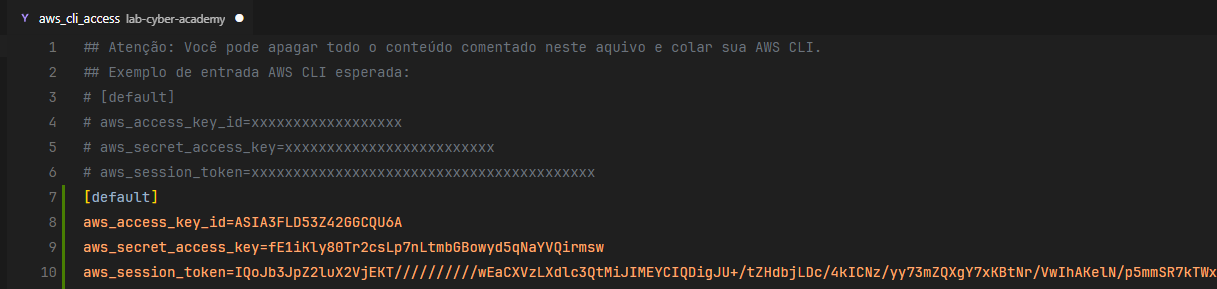 aws_cli_access lab-cyber-academy
1 ## Atenção: Você pode apagar todo o conteúdo comentado neste aquivo e colar sua AWS CLI.
2 ## Exemplo de entrada AWS CLI esperada:
3 # [default]
4 # aws_access_key_id=xxxxxxxxxxxxxxxxxx
5 # aws_secret_access_key=xxxxxxxxxxxxxxxxxxxxxxxxx
6 # aws_session_token=xxxxxxxxxxxxxxxxxxxxxxxxxxxxxxxxxxxxxxxxx
7 [default]
8 aws_access_key_id=ASIA3FLD53Z42GGCQU6A
9 aws_secret_access_key=fE1iKly80Tr2csLp7nLtmbGBowyd5qNaYVQirmsw
10 aws_session_token=IQoJb3JpZ2luX2VjEKT//////////wEaCXVzLXdlc3QtMiJIMEYCIQDigJU+/tZHdbjLDc/4kICNz/yy73mZQXgY7xKBtNr/VwIhAKelN/p5mmSR7kTWx